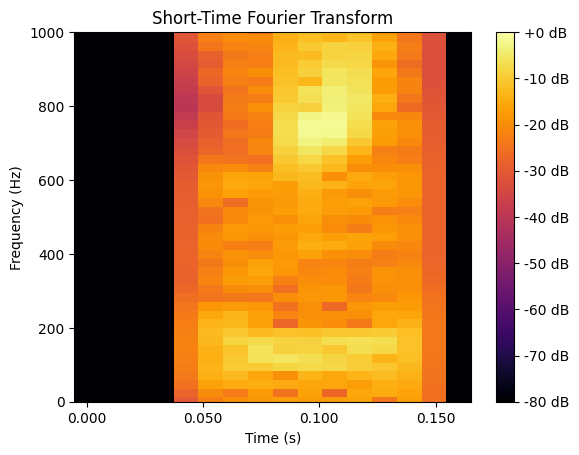 Short-Time Fourier Transform
1000
800
600
400
200
0
Frequency (Hz)
0.000
0.050
0.100
0.150
Time (s)
+0 dB
-10 dB
-20 dB
-30 dB
-40 dB
-50 dB
-60 dB
-70 dB
-80 dB